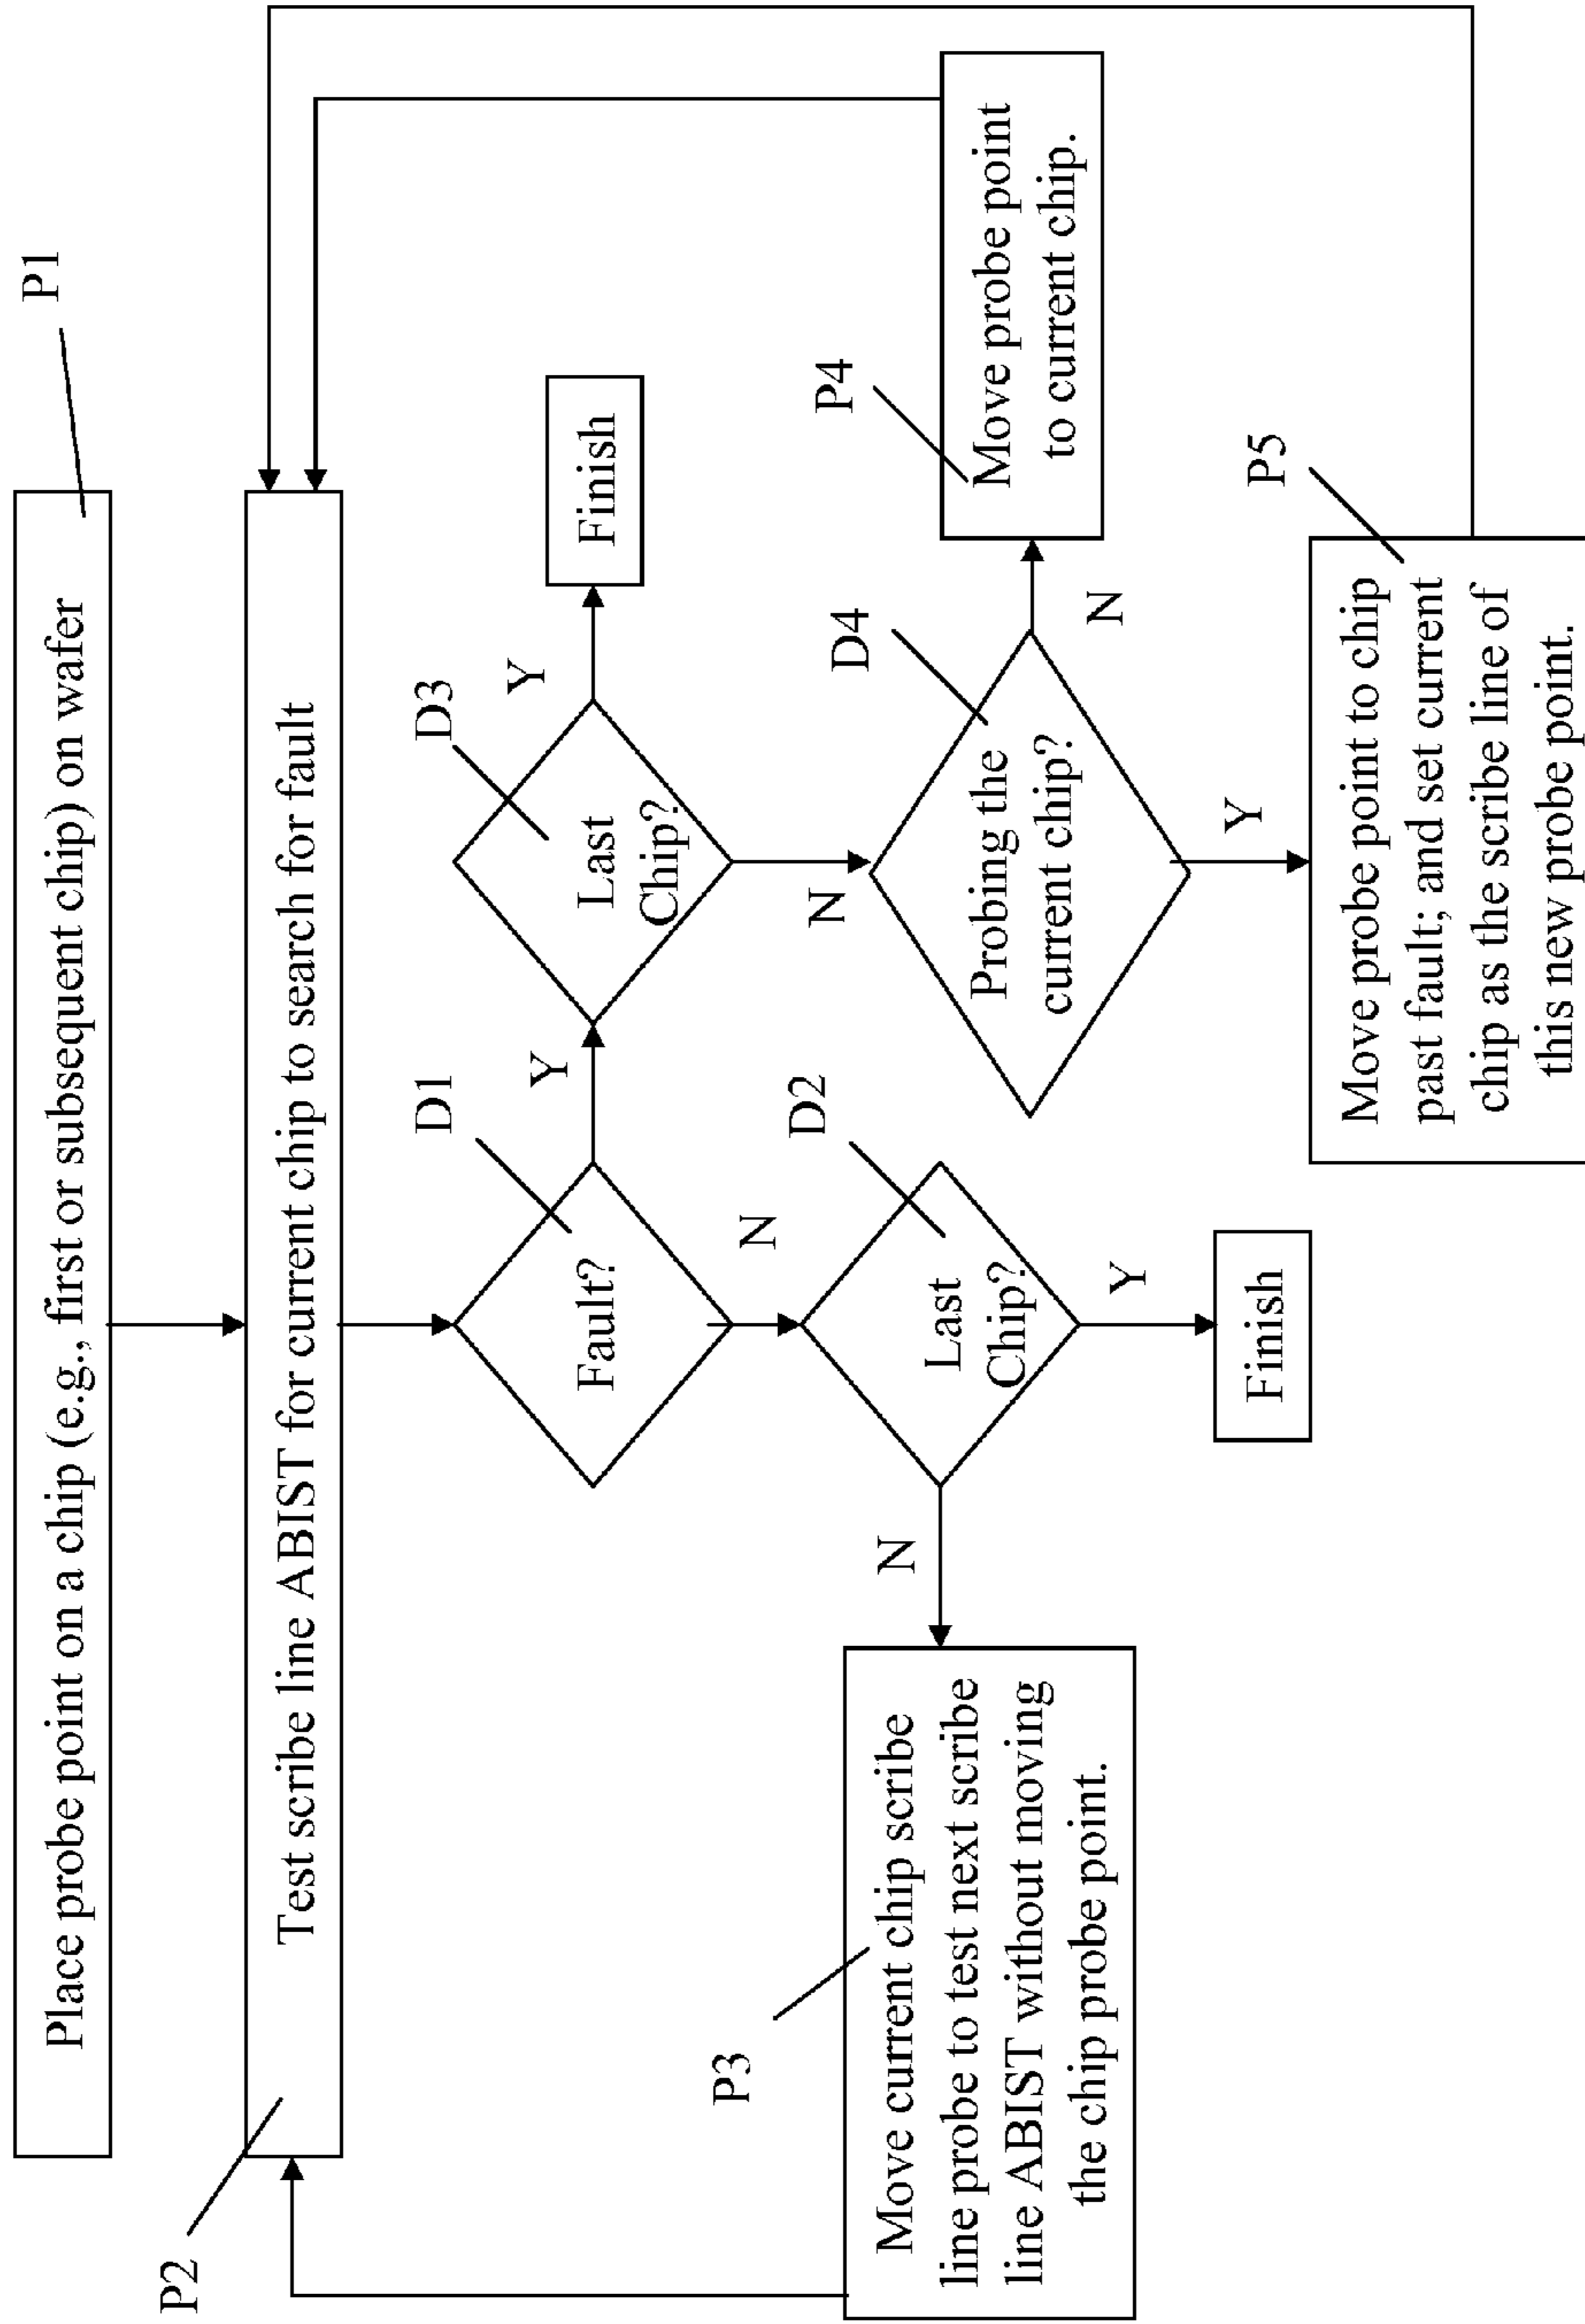 Place probe point on a chip (e.g., first or subsequent chip) on wafer
P1
P2
Test scribe line ABIST for current chip to search for fault
D1
Fault?
Y
N
D3
Last
Chip?
Y
Finish
N
D2
Last
Chip?
N
Y
Finish
P3
Move current chip scribe
line probe to test next scribe
line ABIST without moving
the chip probe point.
D4
Probing the
current chip?
N
Y
P4
Move probe point
to current chip.
P5
Move probe point to chip
past fault; and set current
chip as the scribe line of
this new probe point.